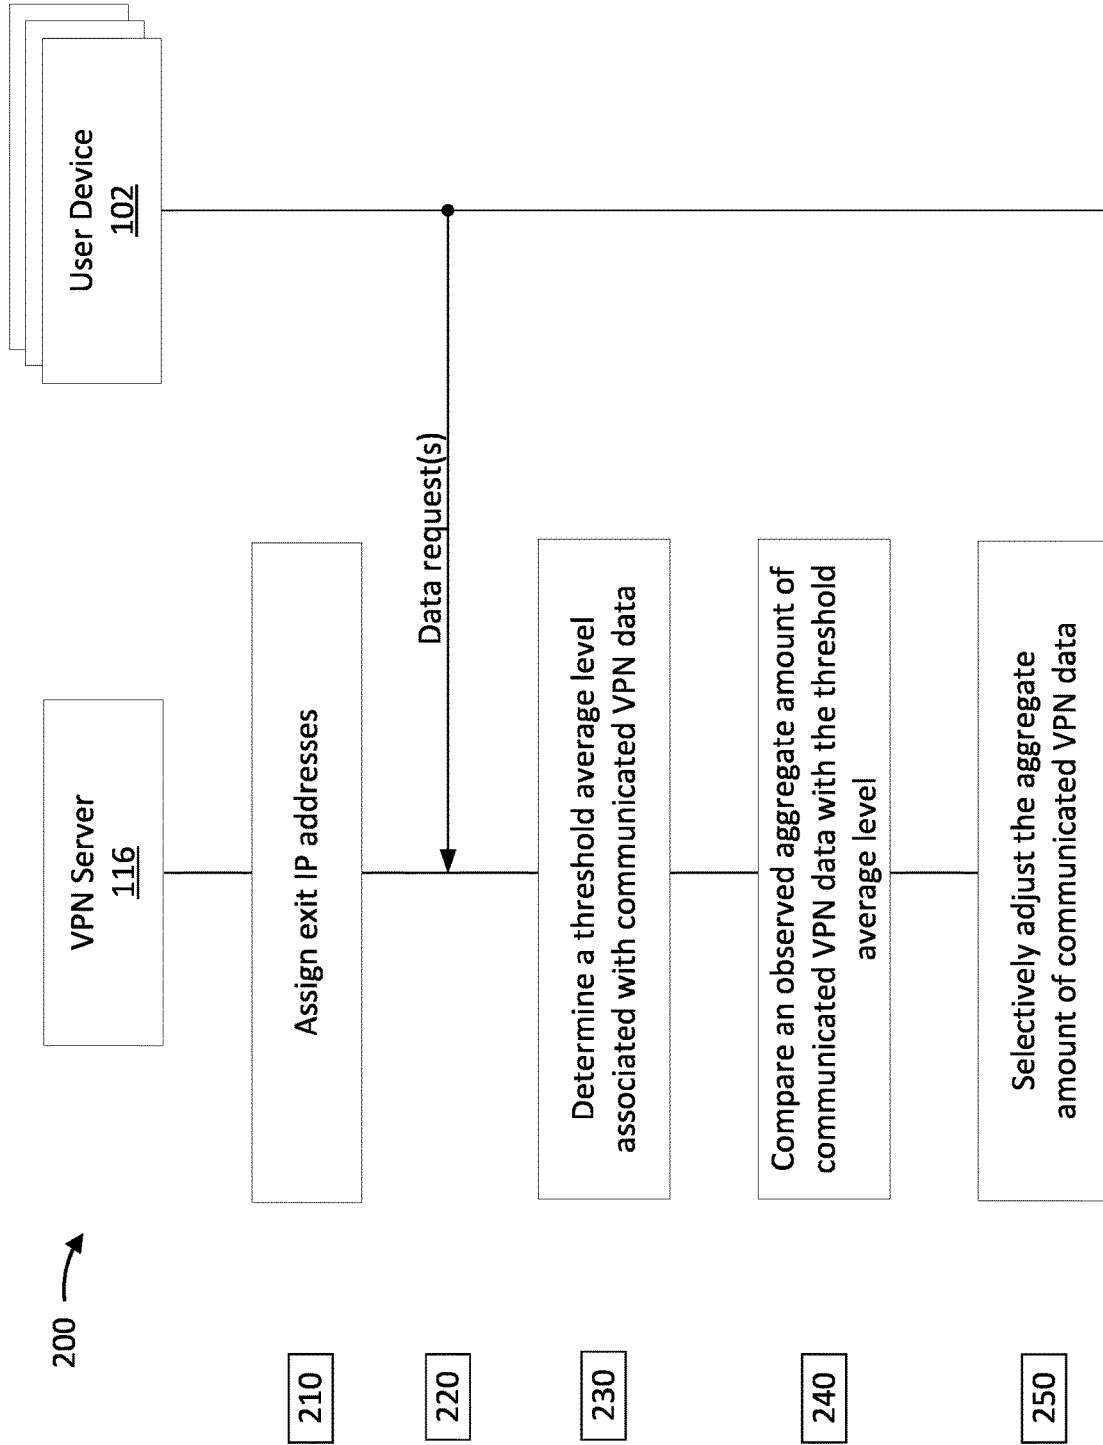 200
VPN Server
116
User Device
102
210
Assign exit IP addresses
220
Data request(s)
230
Determine a threshold average level
associated with communicated VPN data
240
Compare an observed aggregate amount of
communicated VPN data with the threshold
average level
250
Selectively adjust the aggregate
amount of communicated VPN data